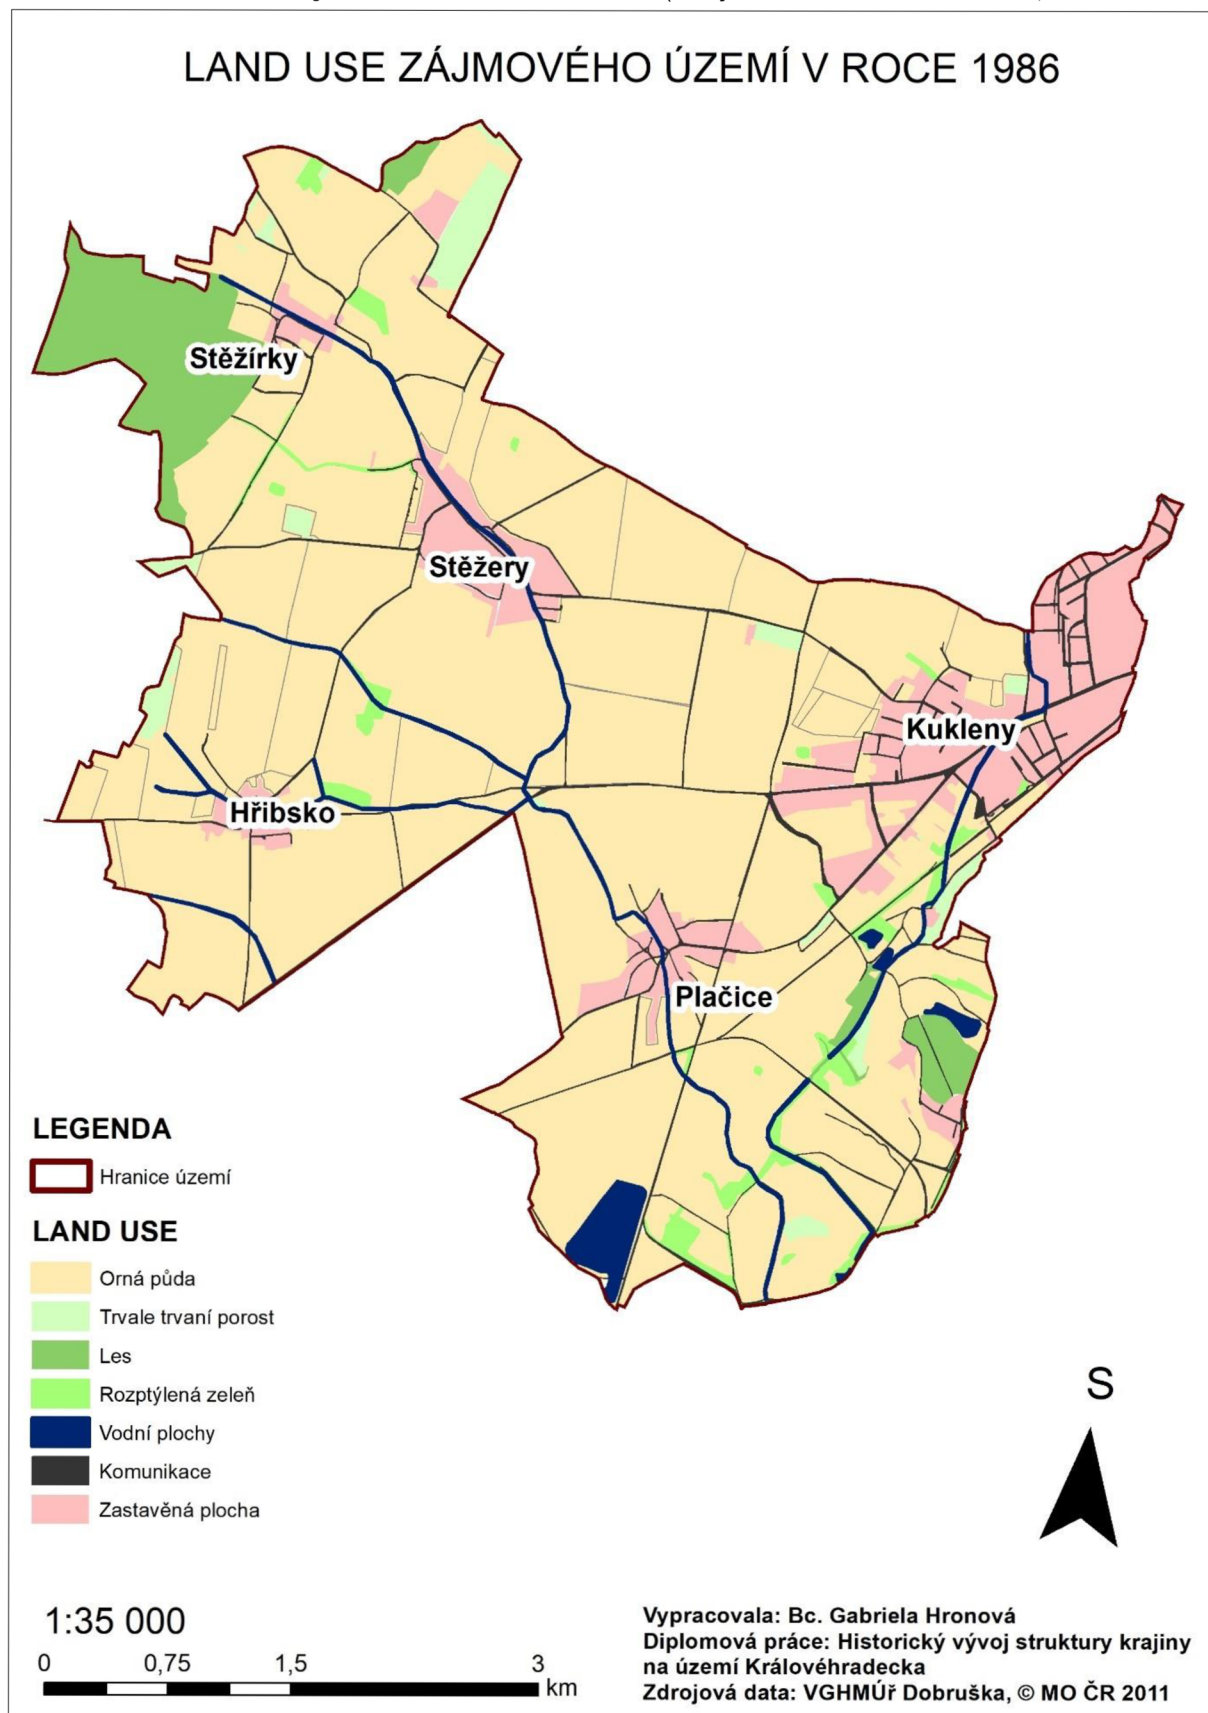 LAND USE ZÁJMOVÉHO ÚZEMÍ V ROCE 1986
Stěžírky
Stěžery
Kukleny
Hřibsko
Plačice
LEGENDA
Hranice území
LAND USE
Orná půda
Trvale trvaní porost
Les
Rozptýlená zeleň
Vodní plochy
Komunikace
Zastavěná plocha
S
1:35 000
0 0,75 1,5 3
km
Vypracovala: Bc. Gabriela Hronová
Diplomová práce: Historický vývoj struktury krajiny
na území Královéhradecka
Zdrojová data: VGHMÚř Dobruška, © MO ČR 2011